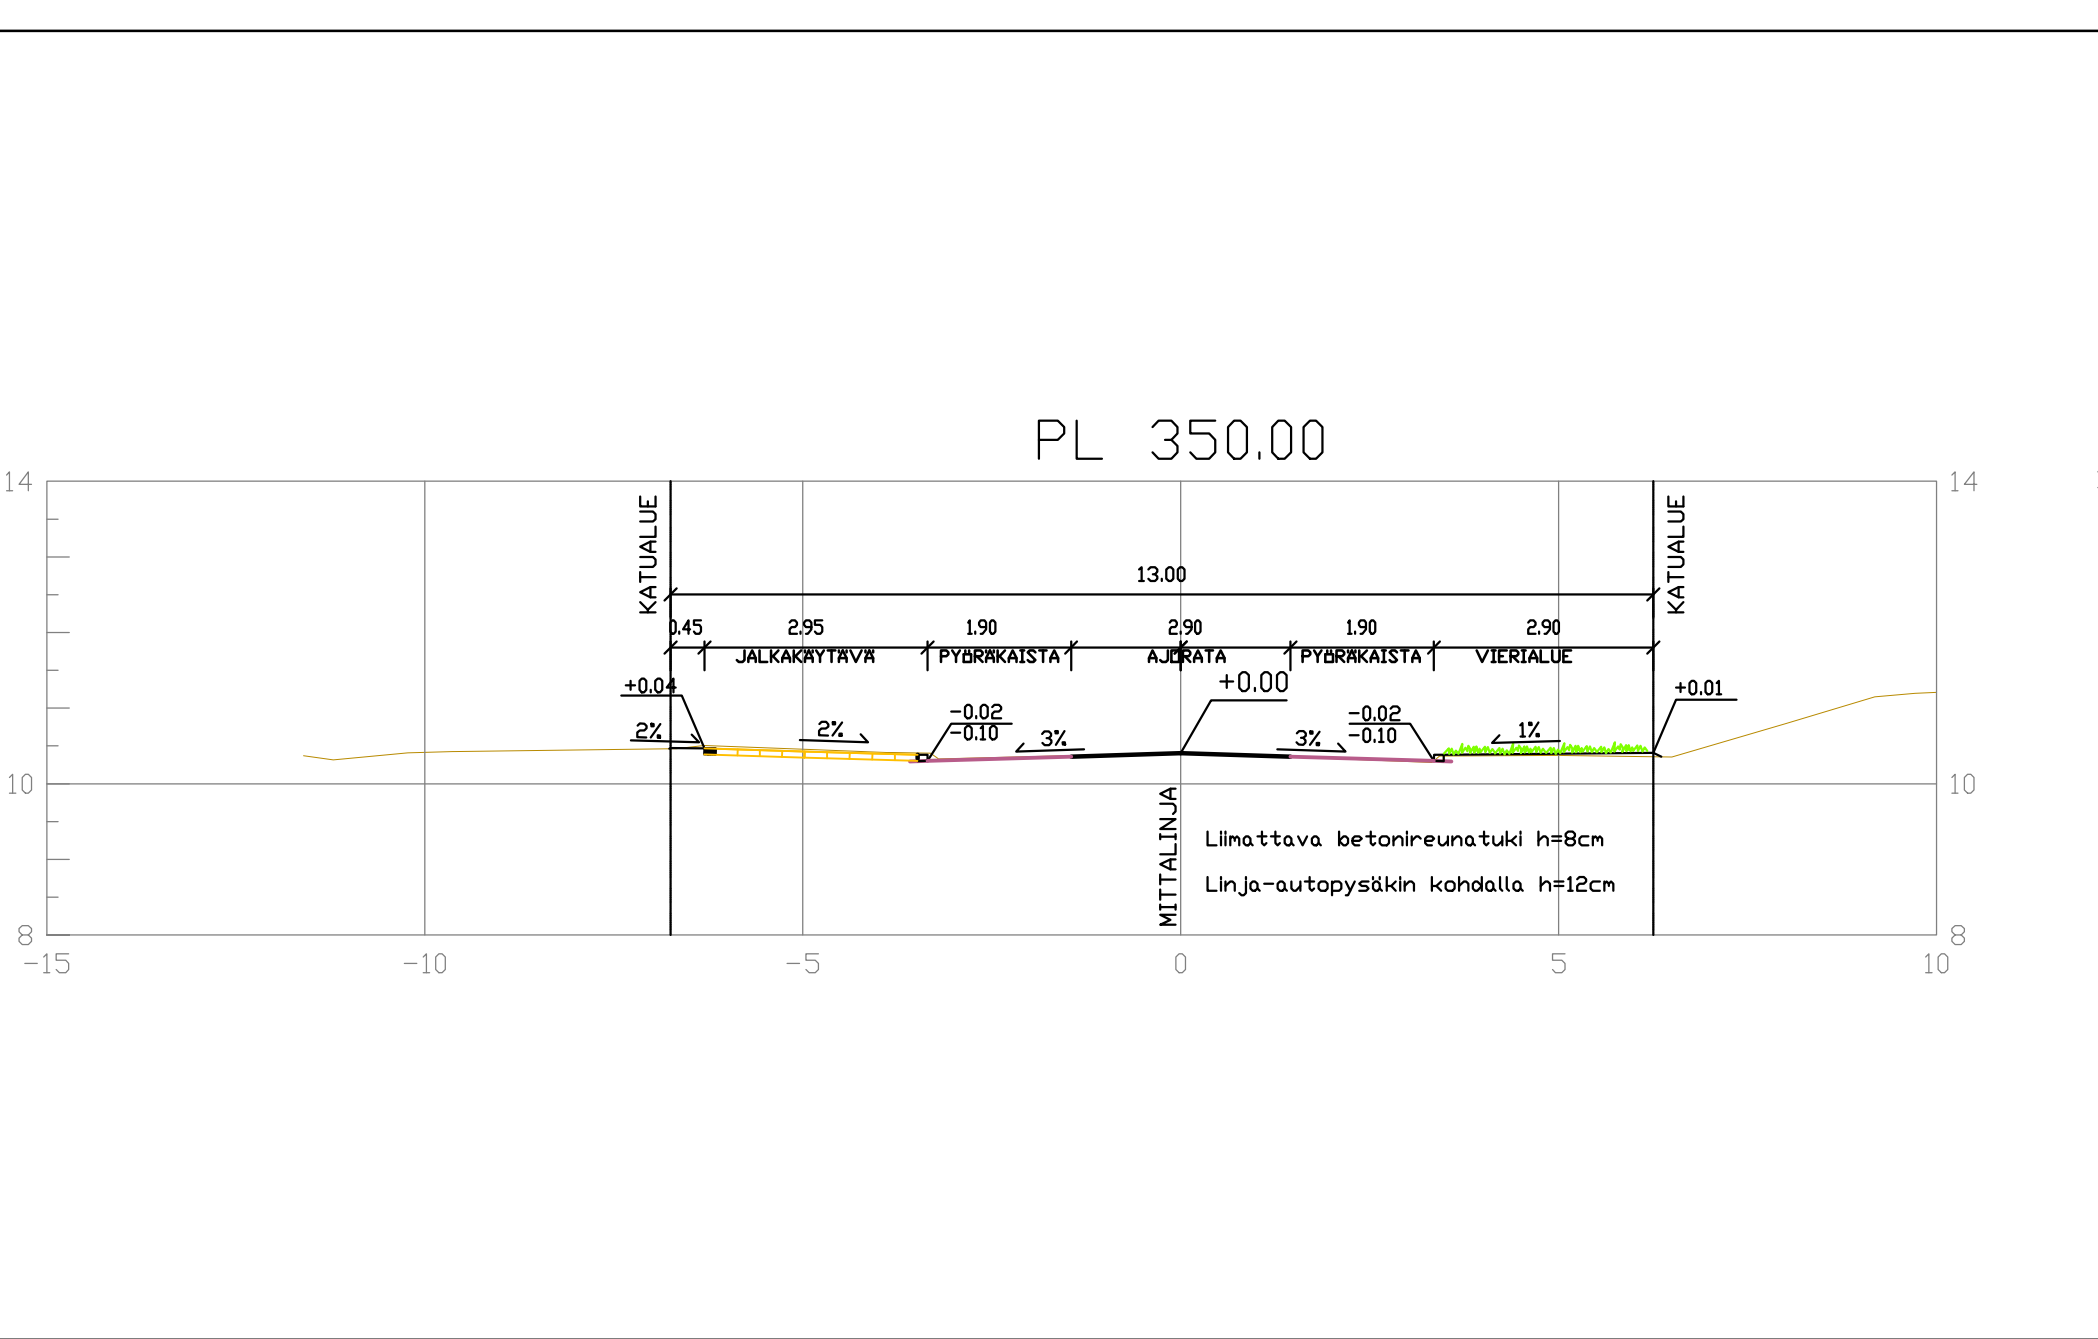 PL 350.00
14
14
KATUALUE
KATUALUE
13.00
0.45 2.95 1.90 2.90 1.90 2.90
JALKAKÄYTÄVÄ PYÖRÄKAISTA AJORATA PYÖRÄKAISTA VIERIALUE
+0.04 +0.00 +0.01
-0.02 -0.02
-0.10 -0.10
2% 2% 3% 3% 1%
10
10
MITTALINJA
Liimattava betonireunatuki h=8cm
Linja-autopysäkin kohdalla h=12cm
8
8
-15 -10 -5 0 5 10